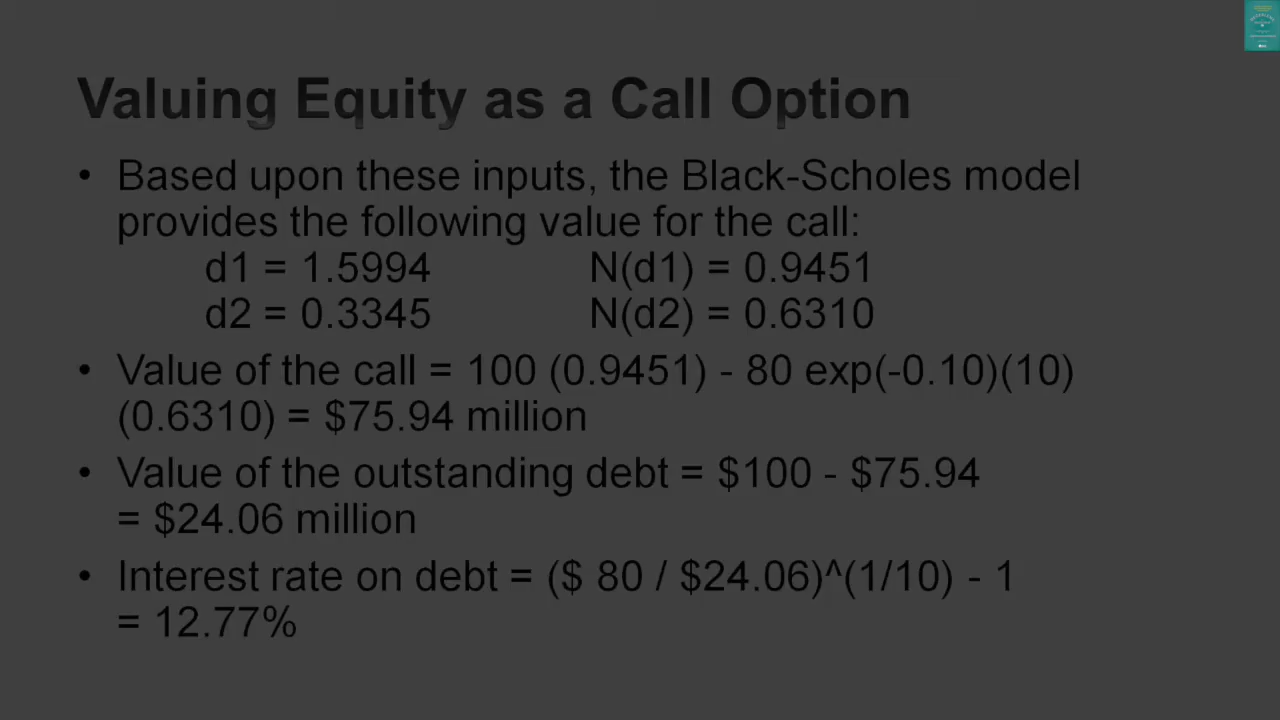 Valuing Equity as a Call Option
• Based upon these inputs, the Black-Scholes model
provides the following value for the call:
d1 = 1.5994 N(d1) = 0.9451
d2 = 0.3345 N(d2) = 0.6310
• Value of the call = 100 (0.9451) - 80 exp(-0.10)(10)
(0.6310) = $75.94 million
• Value of the outstanding debt = $100 - $75.94
= $24.06 million
• Interest rate on debt = ($ 80 / $24.06)^(1/10) - 1
= 12.77%